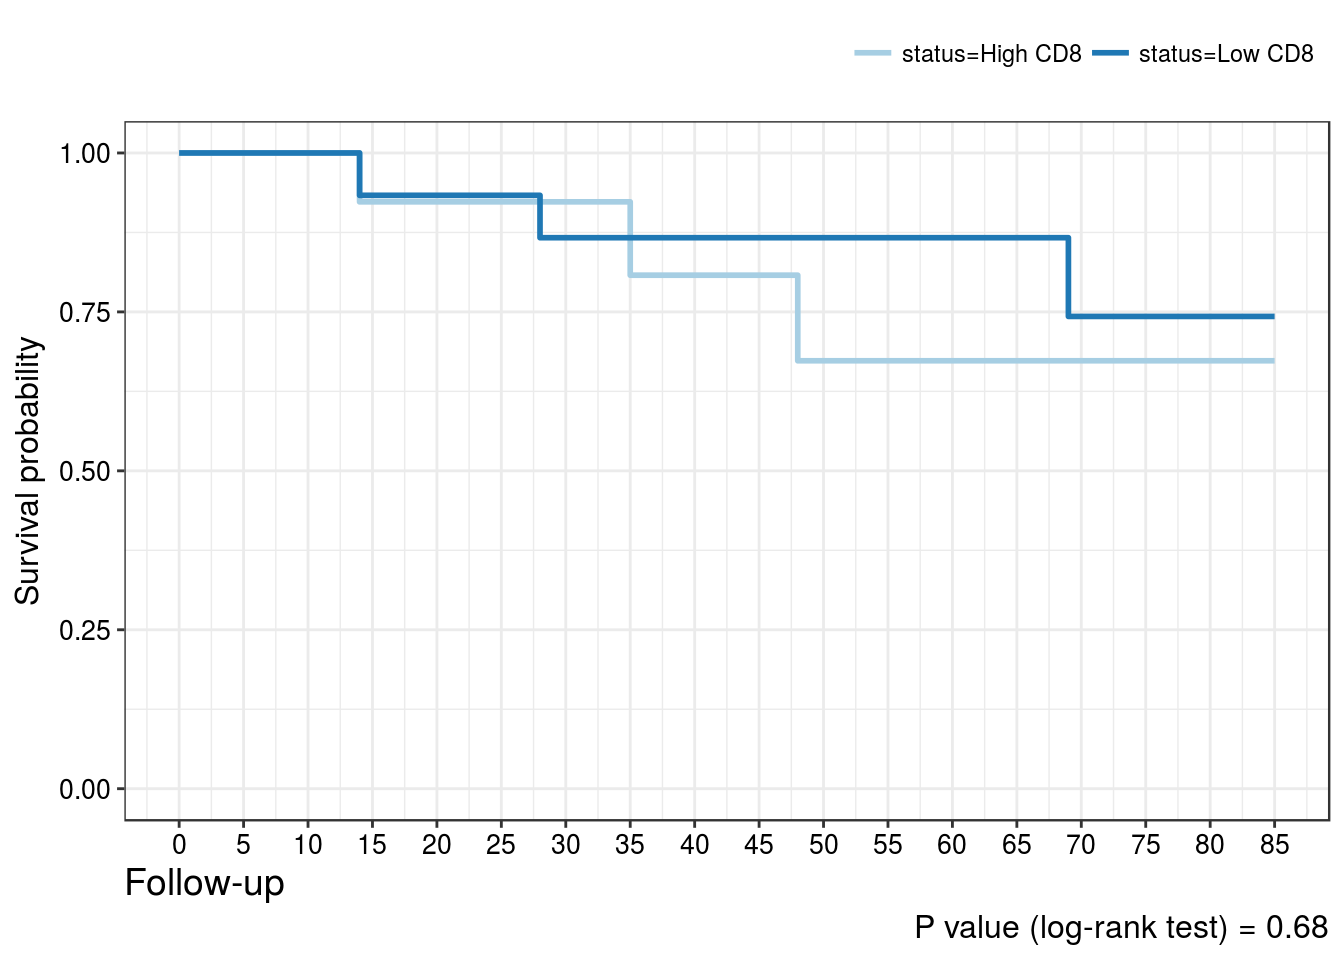 status=High CD8 status=Low CD8
Survival probability
1.00
0.75
0.50
0.25
0.00
0 5 10 15 20 25 30 35 40 45 50 55 60 65 70 75 80 85
Follow-up
P value (log-rank test) = 0.68